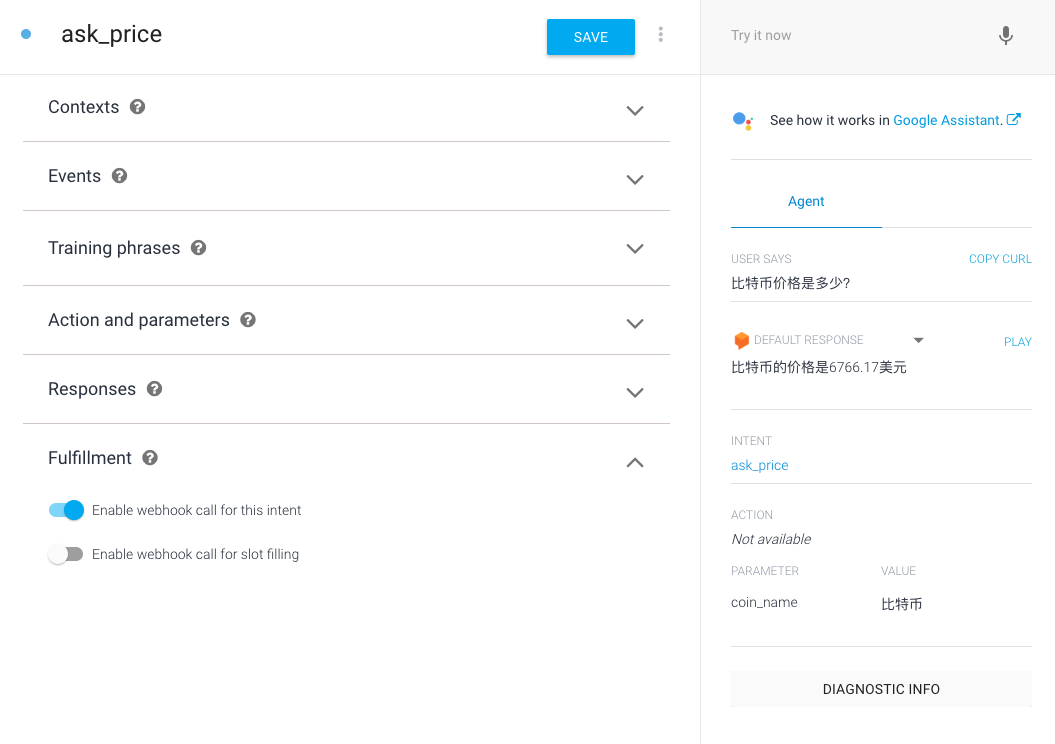 ask_price
SAVE
Contexts
Events
Training phrases
Action and parameters
Responses
Fulfillment
Enable webhook call for this intent
Enable webhook call for slot filling
Try it now
See how it works in Google Assistant.
Agent
USER SAYS COPY CURL
比特币价格是多少?
DEFAULT RESPONSE PLAY
比特币的价格是6766.17美元
INTENT
ask_price
ACTION
Not available
PARAMETER VALUE
coin_name 比特币
DIAGNOSTIC INFO